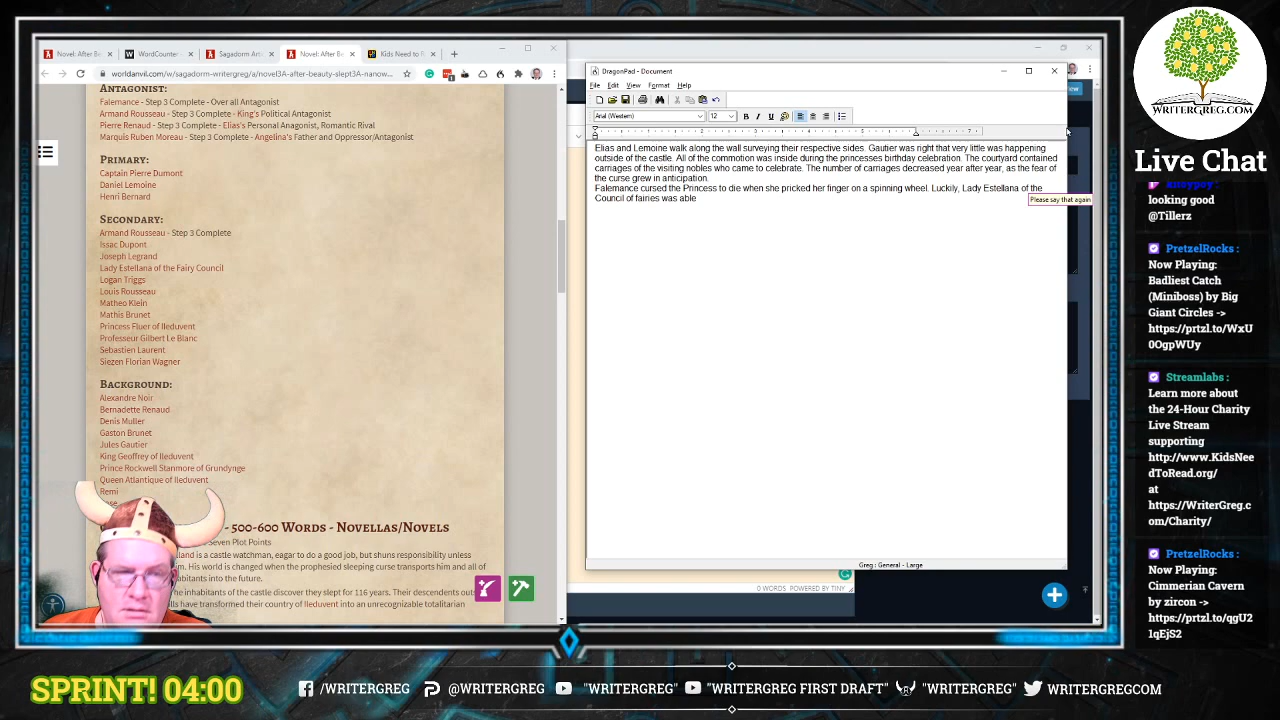 Novel: After Be
WordCounter
Sagadorm Art
Novel: After B
Kids Need to
worldanvil.com/w/sagadorm-writergreg/a/novel3A-after-beauty-slept3A-nanow...
ANTAGONIST:
Falemance - Step 3 Complete - Over all Antagonist
Armand Rousseau - Step 3 Complete - King's Political Antagonist
Pierre Renaud - Step 3 Complete - Elias's Personal Antagonist, Romantic Rival
Marquis Ruben Moreau - Step 3 Complete - Angelina's Father and Oppressor/Antagonist
PRIMARY:
Captain Pierre Dumont
Daniel Lemoine
Henri Bernard
SECONDARY:
Armand Rousseau - Step 3 Complete
Issac Dupont
Joseph Legrand
Lady Estellana of the Fairy Council
Logan Triggs
Louis Rousseau
Matheo Klein
Mathis Brunet
Princess Fluer of Ileduvent
Professeur Gilbert Le Blanc
Sebastien Laurent
Siezen Florian Wagner
BACKGROUND:
Alexandre Noir
Bernadette Renaud
Denis Muller
Gaston Brunet
Jules Gautier
King Geoffrey of Ileduvent
Prince Rockwell Stanmore of Grundynge
Queen Atlantique of Ileduvent
Remi
- 500-600 WORDS - NOVELLAS/NOVELS
Seven Plot Points
land is a castle watchman, eager to do a good job, but shuns responsibility unless
m. His world is changed when the prophesied sleeping curse transports him and all of
habitants into the future.
he inhabitants of the castle discover they slept for 116 years. Their descendents out
lls have transformed their country of Ileduvent into an unrecognizable totalitarian
DragonPad - Document
File Edit View Format Help
Arial (Western) 12 B I U
Elias and Lemoine walk along the wall surveying their respective sides. Gautier was right that very little was happening
outside of the castle. All of the commotion was inside during the princesses birthday celebration. The courtyard contained
carriages of the visiting nobles who came to celebrate. The number of carriages decreased year after year, as the fear of
the curse grew in anticipation.
Falemance cursed the Princess to die when she pricked her finger on a spinning wheel. Luckily, Lady Estellana of the
Council of fairies was able
Please say that again
Greg : General - Large
0 WORDS POWERED BY TINY
WRITERGREG.COM
Live Chat
looking good
@Tillerz
PretzelRocks :
Now Playing:
Badliest Catch
(Miniboss) by Big
Giant Circles ->
https://prtzl.to/WxU
0OgpWUy
Streamlabs :
Learn more about
the 24-Hour Charity
Live Stream
supporting
http://www.KidsNee
dToRead.org/
at
https://WriterGreg.c
om/Charity/
PretzelRocks :
Now Playing:
Cimmerian Cavern
by zircon ->
https://prtzl.to/qgU2
1qEjS2
SPRINT! 04:00
/WRITERGREG
@WRITERGREG
"WRITERGREG"
"WRITERGREG FIRST DRAFT"
"WRITERGREG"
WRITERGREGCOM